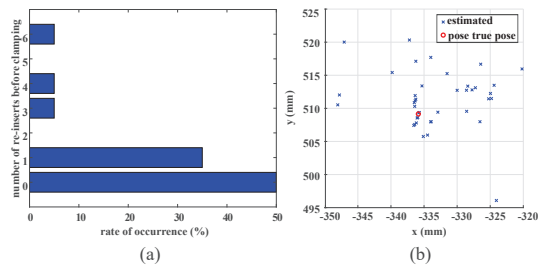 (a)
number of re-inserts before clamping
6
5
4
3
2
1
0
0 10 20 30 40 50
rate of occurrence (%)
(a)
(b)
y (mm)
520
515
510
505
500
495
-350 -345 -340 -335 -330 -325 -320
x (mm)
estimated
pose true pose
(b)